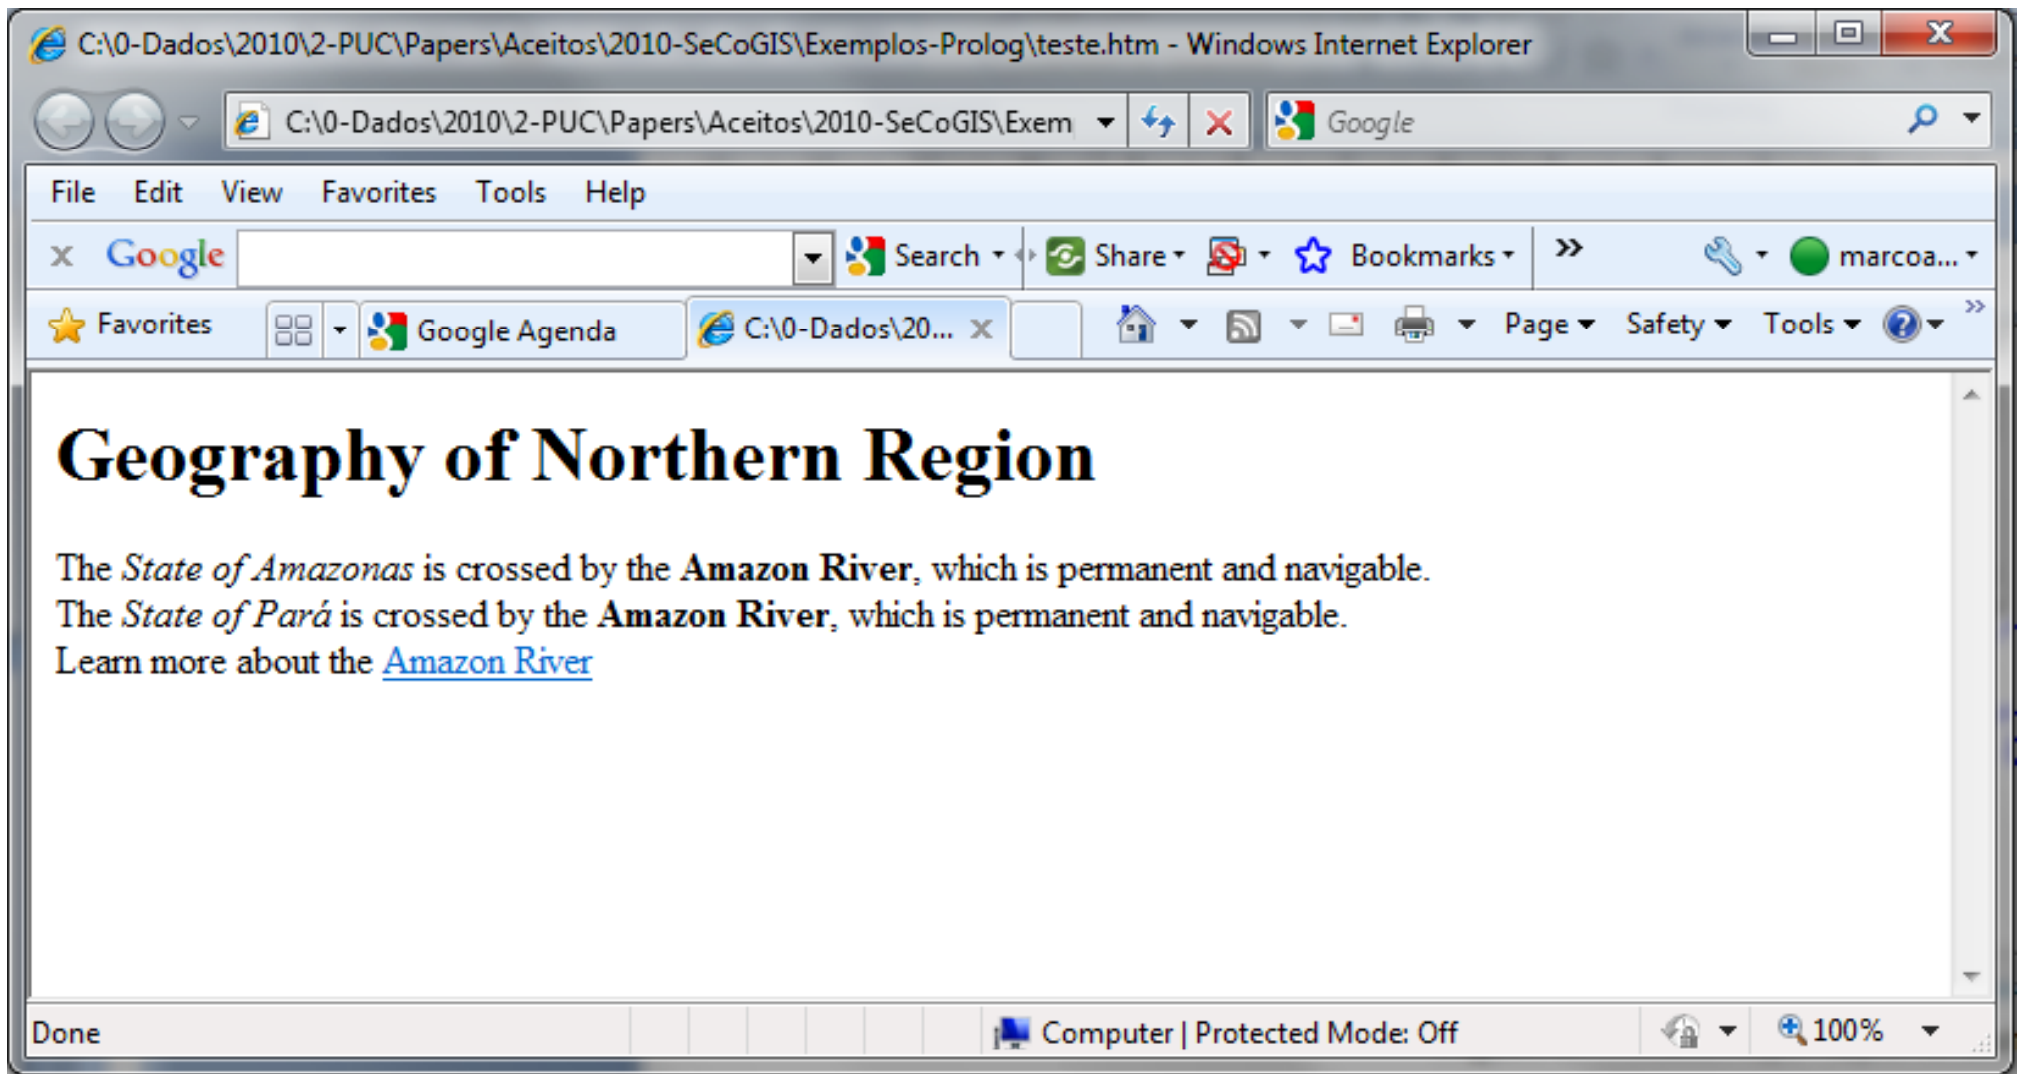 C:\0-Dados\2010\2-PUC\Papers\Aceitos\2010-SeCoGIS\Exemplos-Prolog\teste.htm - Windows Internet Explorer
C:\0-Dados\2010\2-PUC\Papers\Aceitos\2010-SeCoGIS\Exem Google
File Edit View Favorites Tools Help
x Google Search Share Bookmarks » marcoa...
Favorites Google Agenda C:\0-Dados\20... x Page Safety Tools »
Geography of Northern Region
The State of Amazonas is crossed by the Amazon River, which is permanent and navigable.
The State of Pará is crossed by the Amazon River, which is permanent and navigable.
Learn more about the Amazon River
Done Computer | Protected Mode: Off 100%